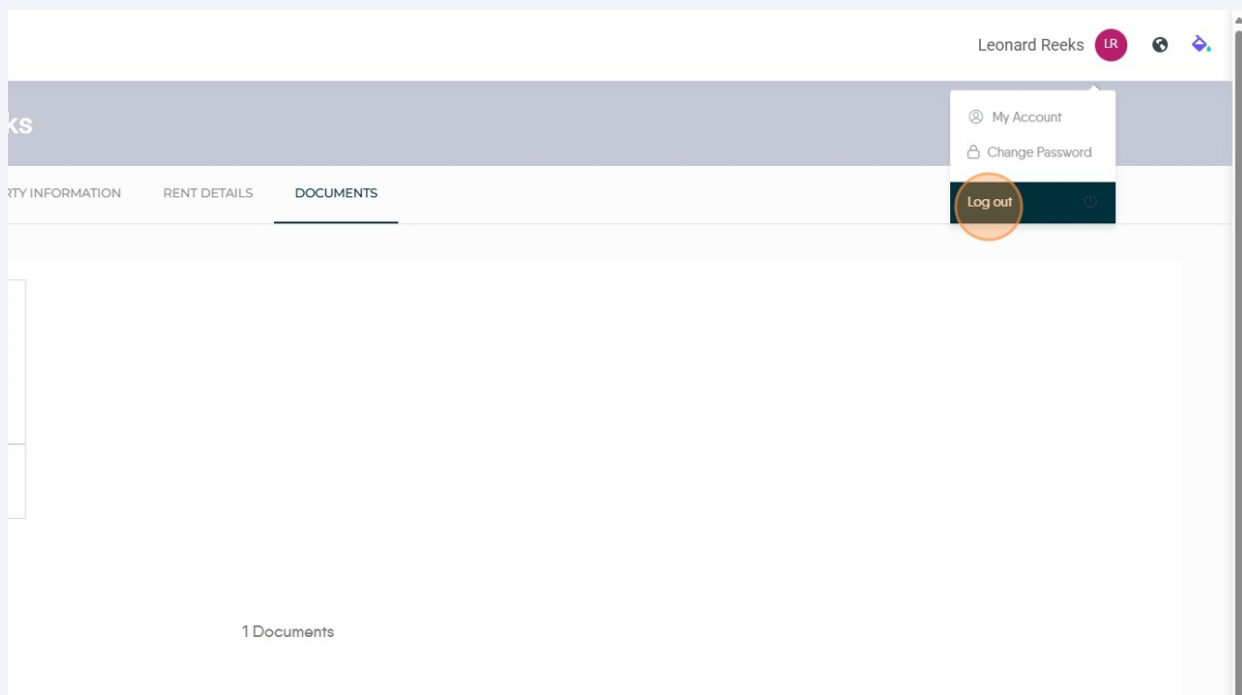 Leonard Reeks LR
ks
My Account
Change Password
RTY INFORMATION RENT DETAILS DOCUMENTS
Log out
1 Documents